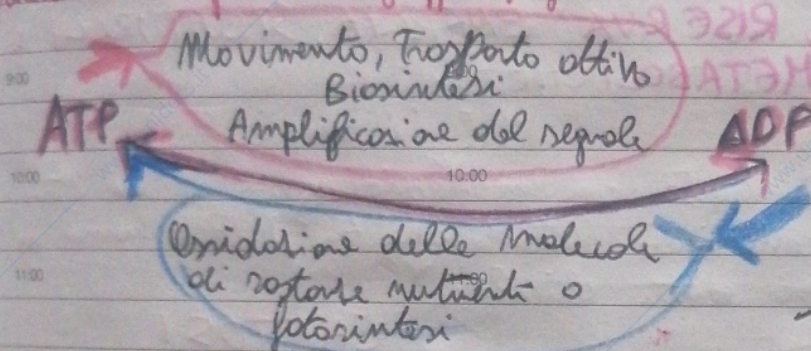 9:00
Movimento, Trasporto attivo
Biosintesi
ATP Amplificazione del segnale ADP
10:00 10:00
Ossidazione delle molecole
11:00 di sostanze nutrienti o
fotosintesi